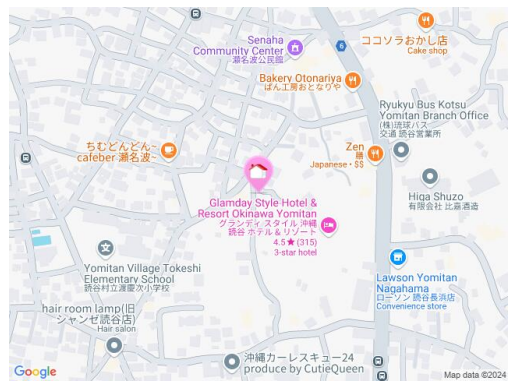 Senaha
Community Center
瀬名波公民館
ココソラおかし店
Cake shop
6
Bakery Otonariya
ぱん工房おとなりや
Ryukyu Bus Kotsu
Yomitan Branch Office
(株)琉球バス
交通 読谷営業所
ちむどんどん~
cafeber 瀬名波~
Zen
膳
Japanese • $$
Higa Shuzo
有限会社 比嘉酒造
Glamday Style Hotel &
Resort Okinawa Yomitan
グランディスタイル 沖縄
読谷 ホテル & リゾート
4.5★ (315)
3-star hotel
Yomitan Village Tokeshi
Elementary School
読谷村立渡慶次小学校
Lawson Yomitan
Nagahama
ローソン 読谷長浜店
Convenience store
hair room lamp(旧
シャンゼ読谷店)
Hair salon
沖縄カーレスキュー24
produce by CutieQueen
Google
Map data ©2024